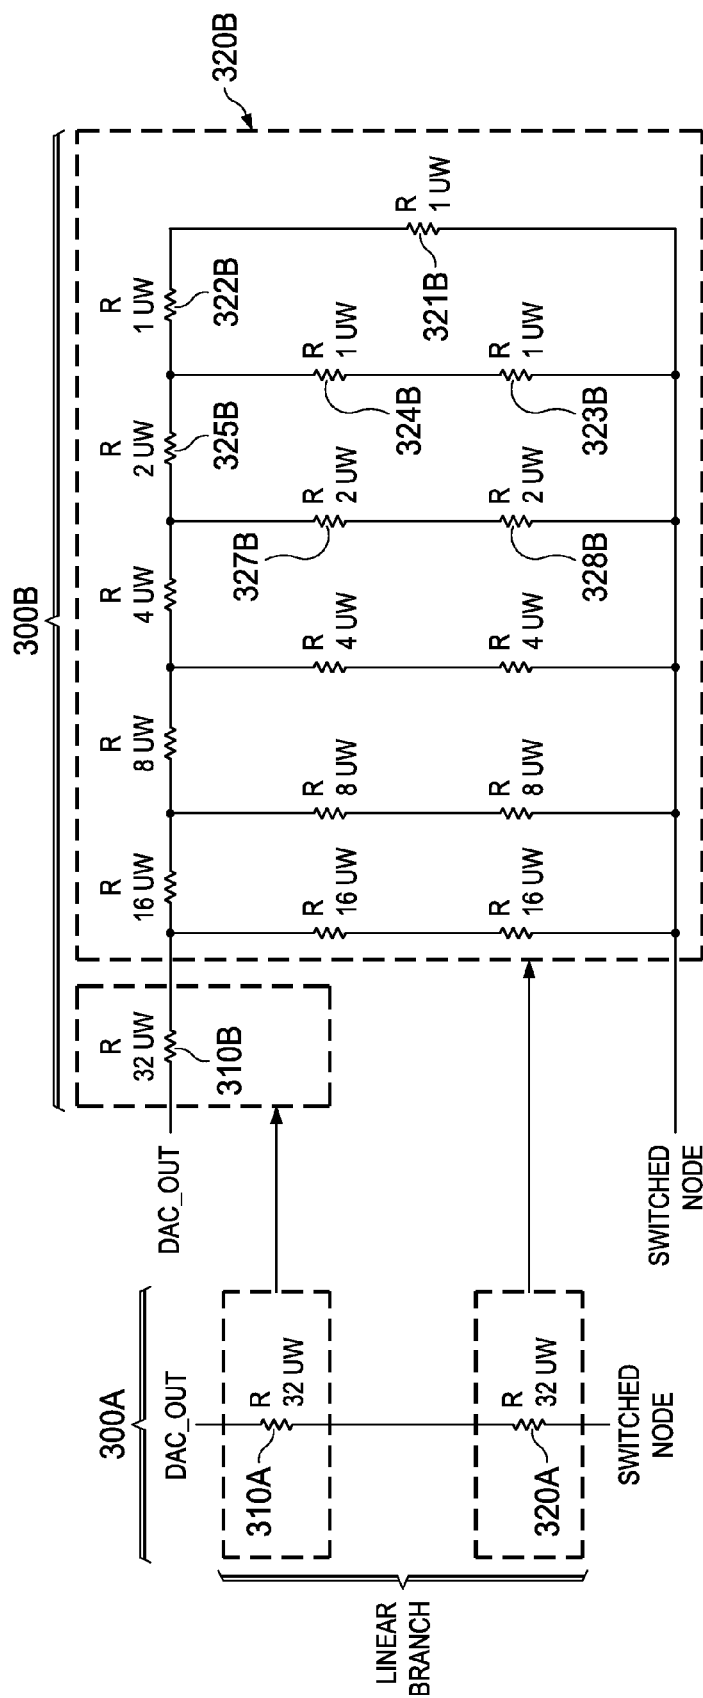 300B
320B
R
32 UW
310B
R
16 UW
R
8 UW
R
4 UW
R
2 UW
325B
R
1 UW
322B
R
16 UW
R
8 UW
R
4 UW
R
2 UW
327B
R
1 UW
324B
R
1 UW
321B
R
16 UW
R
8 UW
R
4 UW
R
2 UW
328B
R
1 UW
323B
DAC_OUT
SWITCHED
NODE
300A
DAC_OUT
R
32 UW
310A
R
32 UW
320A
SWITCHED
NODE
LINEAR
BRANCH